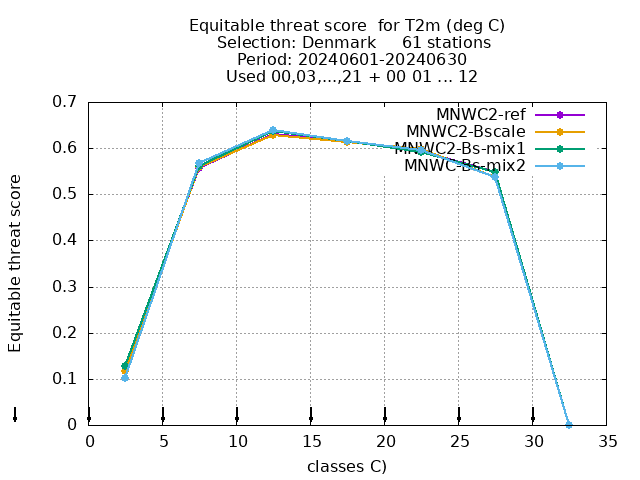 Equitable threat score for T2m (deg C)
Selection: Denmark 61 stations
Period: 20240601-20240630
Used 00,03,...,21 + 00 01 ... 12
MNWC2-ref
MNWC2-Bscale
MNWC2-Bs-mix1
MNWC-Bs-mix2
0.7
0.6
0.5
0.4
0.3
0.2
0.1
0
Equitable threat score
0 5 10 15 20 25 30 35
classes C)